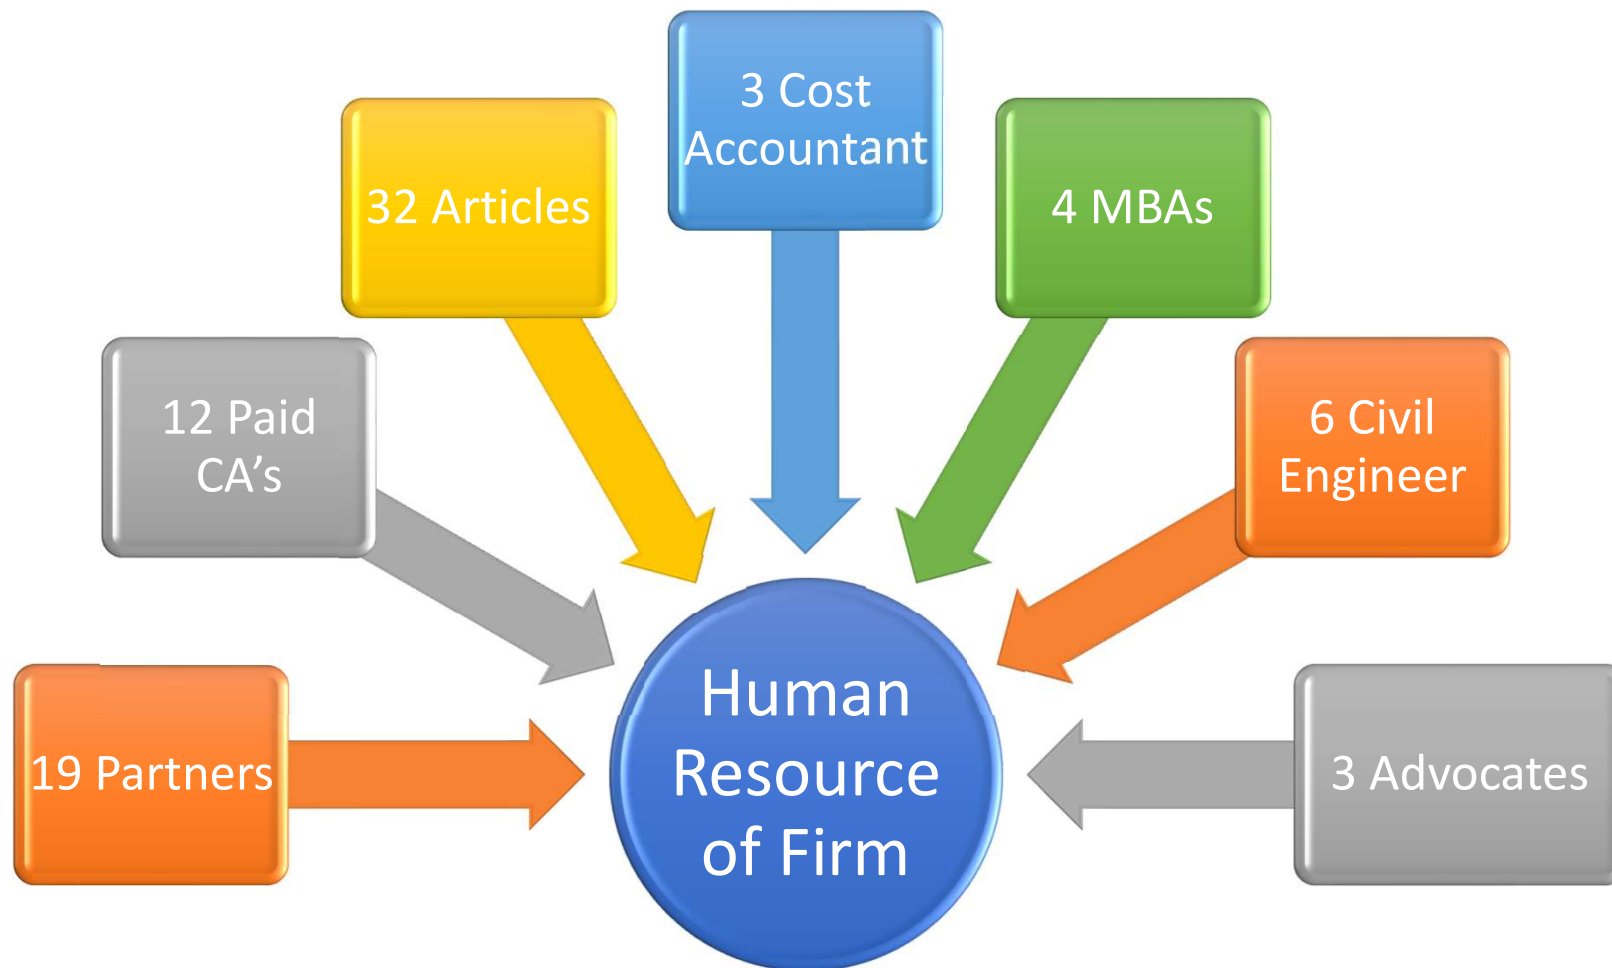 3 Cost
Accountant
32 Articles
4 MBAs
12 Paid
CA’s
6 Civil
Engineer
19 Partners
Human
Resource
of Firm
3 Advocates